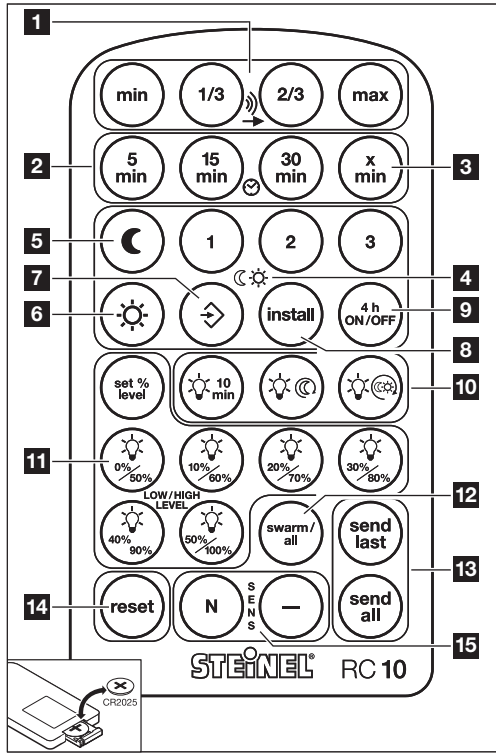 1
min 1/3 2/3 max
2
5 min 15 min 30 min x min
3
5
1 2 3
7
4
6
install
4 h ON/OFF
9
8
set % level
10 min
10
11
0%/50% 10%/60% 20%/70% 30%/80%
LOW/HIGH LEVEL
12
40% 90% 50%/100%
swarm/all
send last
13
14
reset
N
SENS
—
send all
15
STEINEL® RC 10
CR2025